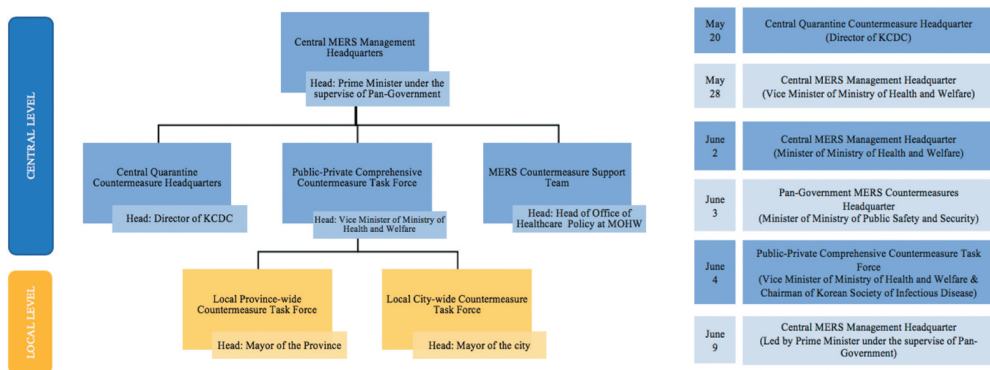 CENTRAL LEVEL
Central MERS Management
Headquarters
Head: Prime Minister under the
supervise of Pan-Government
Central Quarantine
Countermeasure Headquarters
Head: Director of KCDC
Public-Private Comprehensive
Countermeasure Task Force
Head: Vice Minister of Ministry of
Health and Welfare
MERS Countermeasure Support
Team
Head: Head of Office of
Healthcare Policy at MOHW
LOCAL LEVEL
Local Province-wide
Countermeasure Task Force
Head: Mayor of the Province
Local City-wide Countermeasure
Task Force
Head: Mayor of the city
May
20
Central Quarantine Countermeasure Headquarter
(Director of KCDC)
May
28
Central MERS Management Headquarter
(Vice Minister of Ministry of Health and Welfare)
June
2
Central MERS Management Headquarter
(Minister of Ministry of Health and Welfare)
June
3
Pan-Government MERS Countermeasures
Headquarter
(Minister of Ministry of Public Safety and Security)
June
4
Public-Private Comprehensive Countermeasure Task
Force
(Vice Minister of Ministry of Health and Welfare &
Chairman of Korean Society of Infectious Disease)
June
9
Central MERS Management Headquarter
(Led by Prime Minister under the supervise of Pan-
Government)